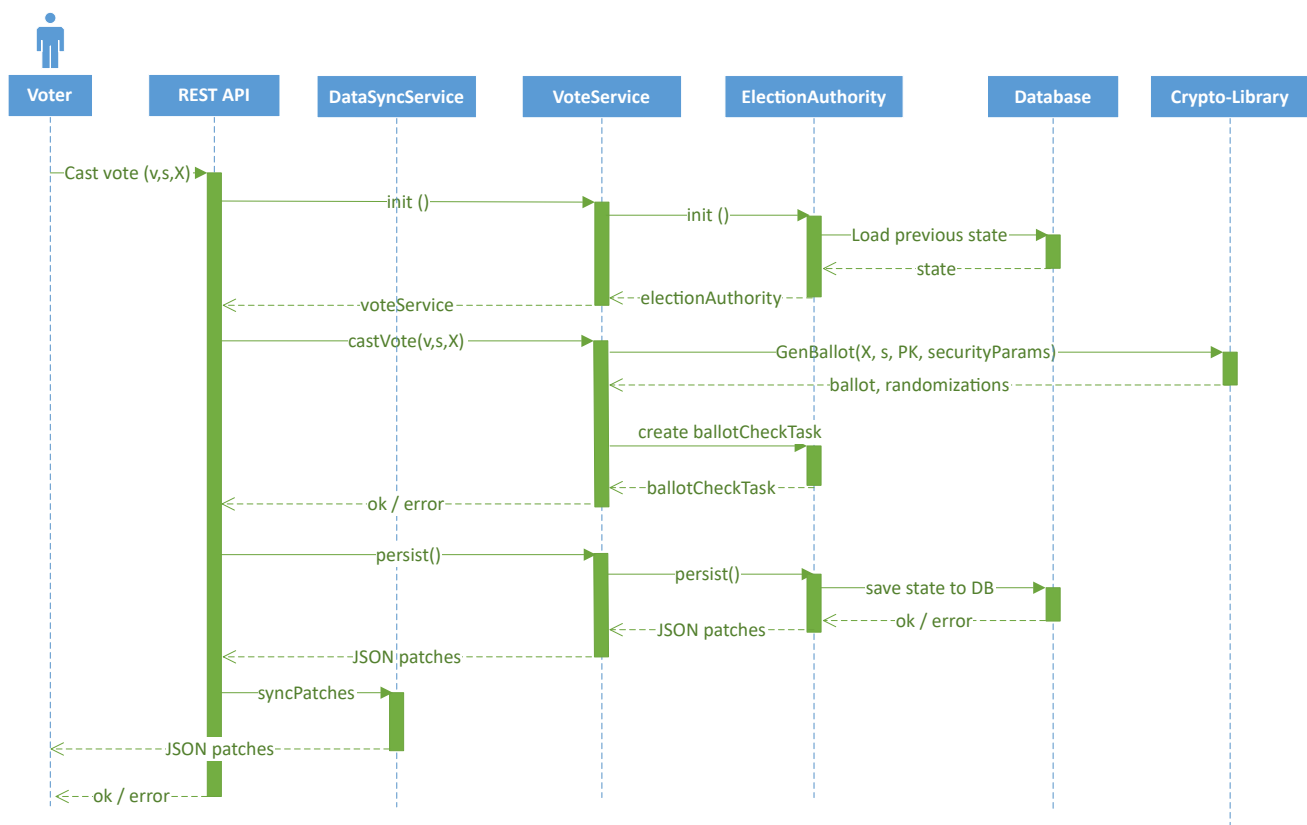 Voter
REST API
DataSyncService
VoteService
ElectionAuthority
Database
Crypto-Library
Cast vote (v,s,X)
init ()
init ()
Load previous state
state
electionAuthority
voteService
castVote(v,s,X)
GenBallot(X, s, PK, securityParams)
ballot, randomizations
create ballotCheckTask
ballotCheckTask
ok / error
persist()
persist()
save state to DB
ok / error
JSON patches
JSON patches
syncPatches
JSON patches
ok / error